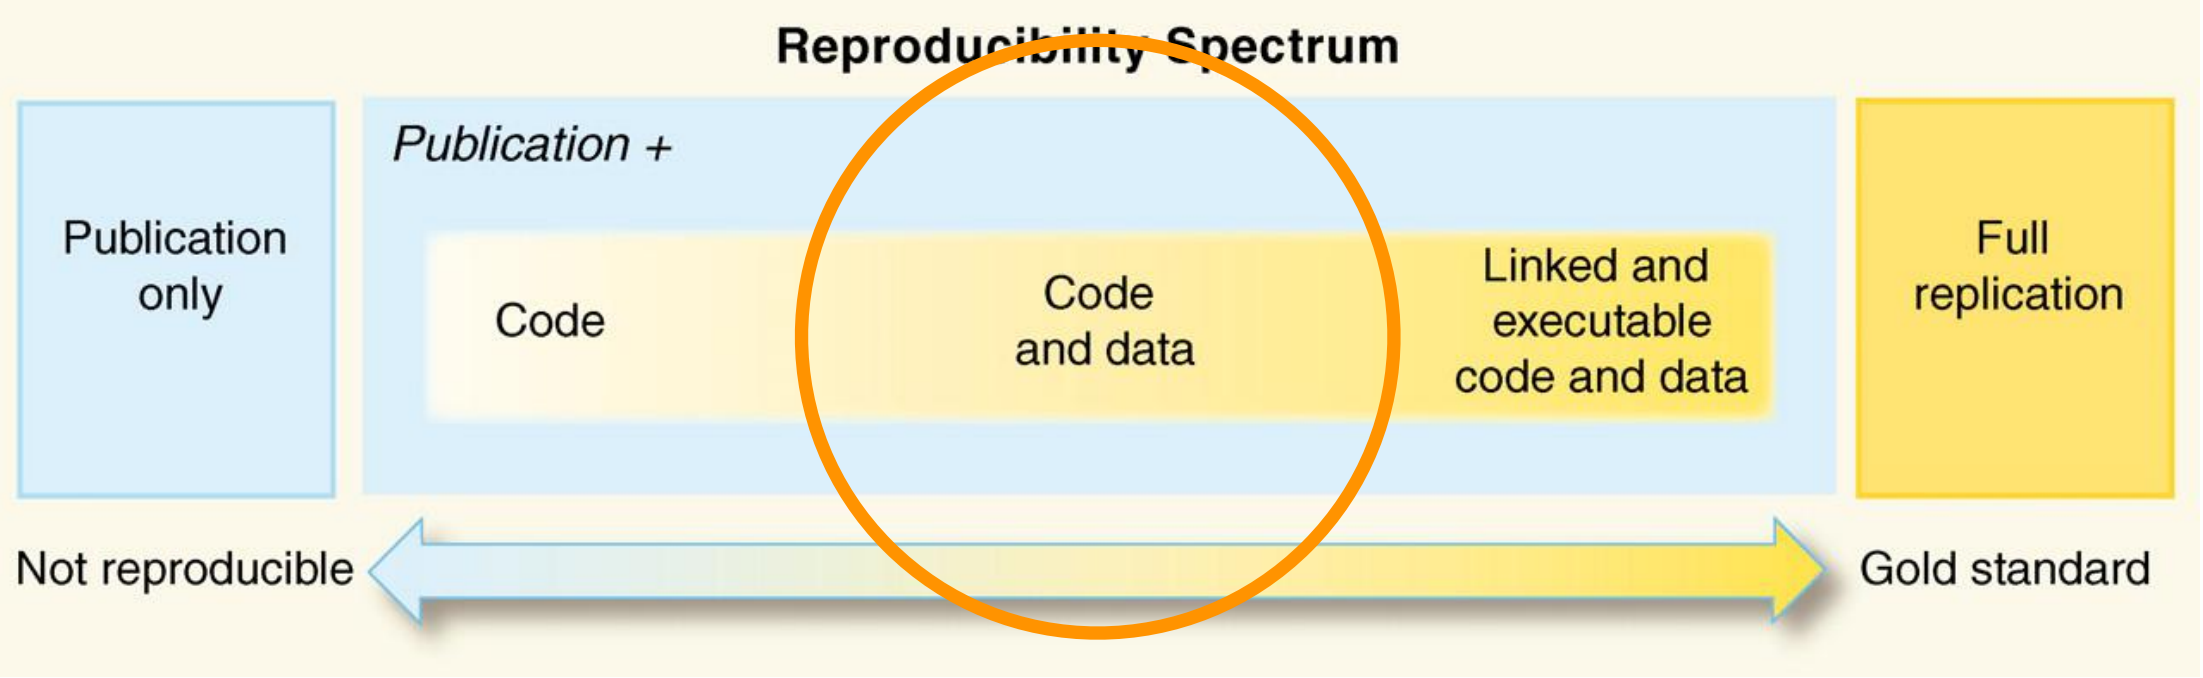 Reproducibility Spectrum
Publication +
Publication
only
Code
Code
and data
Linked and
executable
code and data
Full
replication
Not reproducible
Gold standard